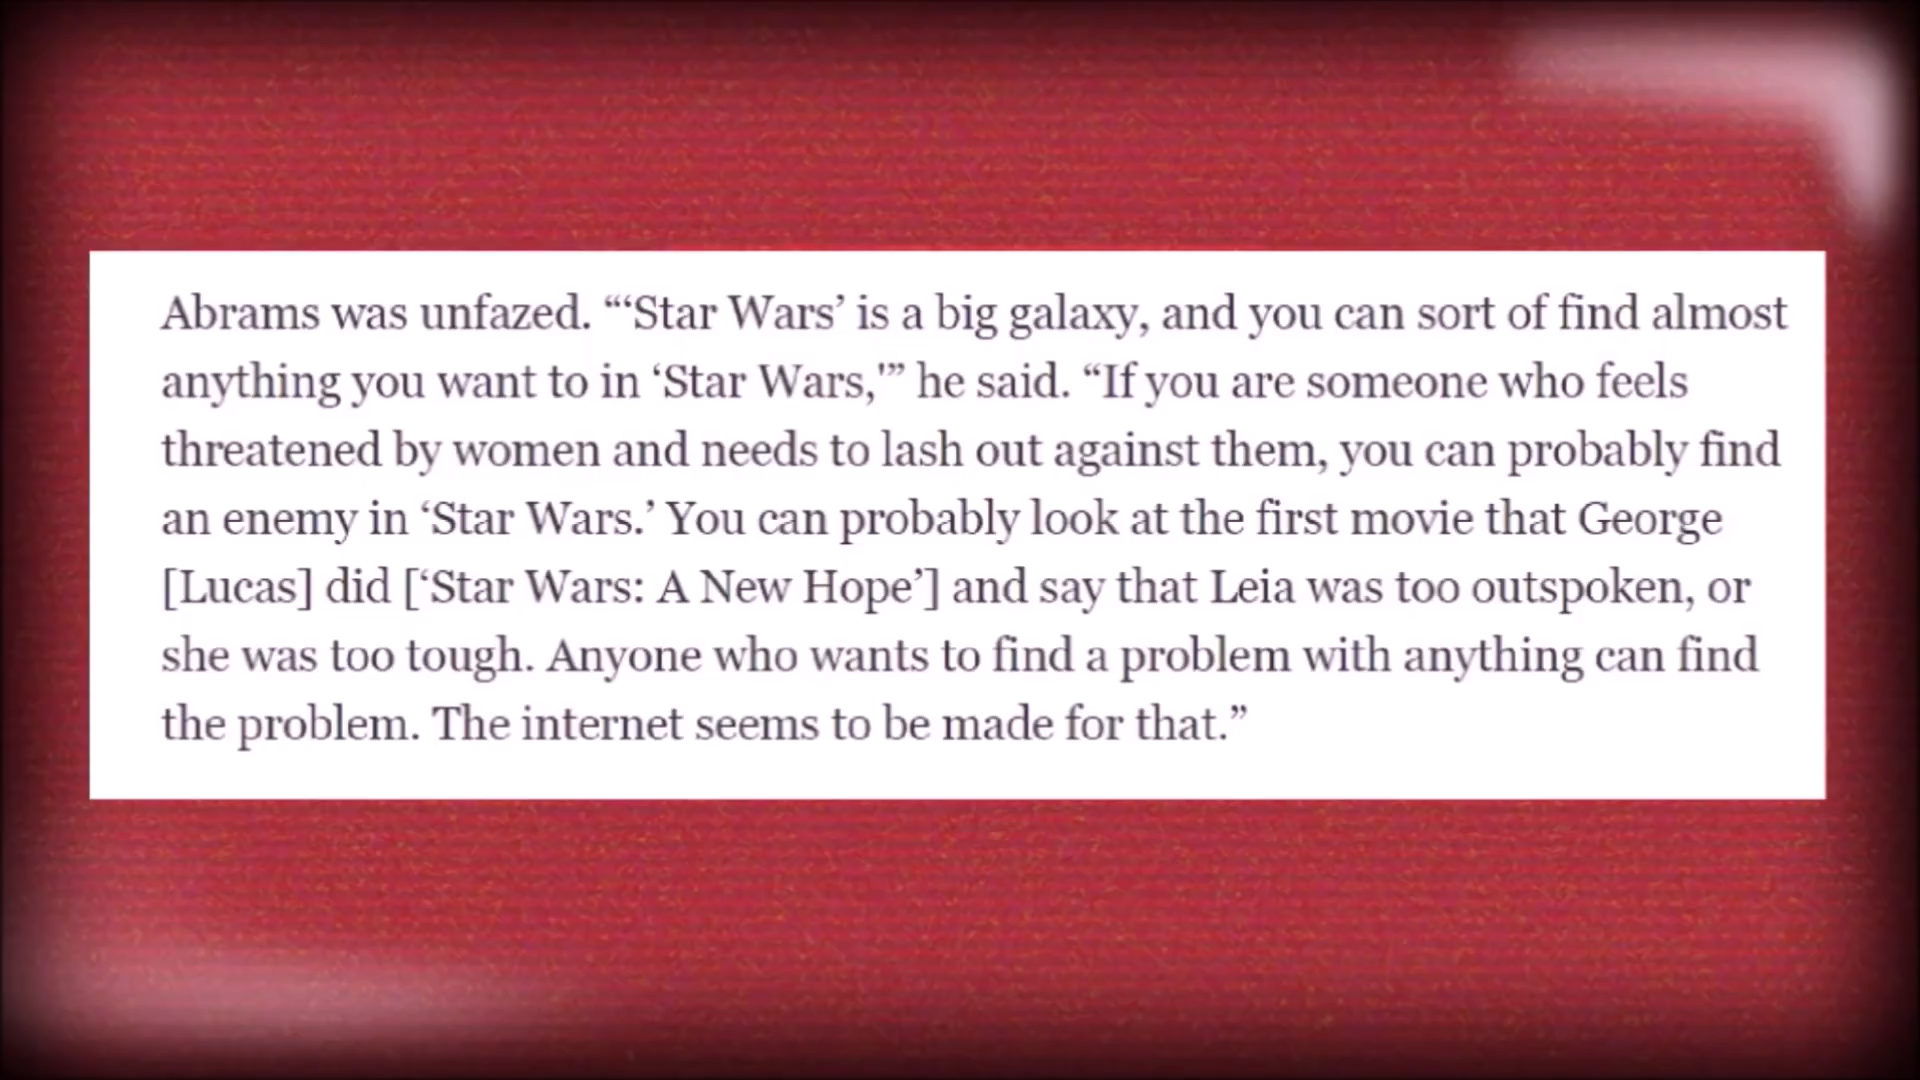 Abrams was unfazed. “‘Star Wars’ is a big galaxy, and you can sort of find almost
anything you want to in ‘Star Wars,'” he said. “If you are someone who feels
threatened by women and needs to lash out against them, you can probably find
an enemy in ‘Star Wars.’ You can probably look at the first movie that George
[Lucas] did [‘Star Wars: A New Hope’] and say that Leia was too outspoken, or
she was too tough. Anyone who wants to find a problem with anything can find
the problem. The internet seems to be made for that.”